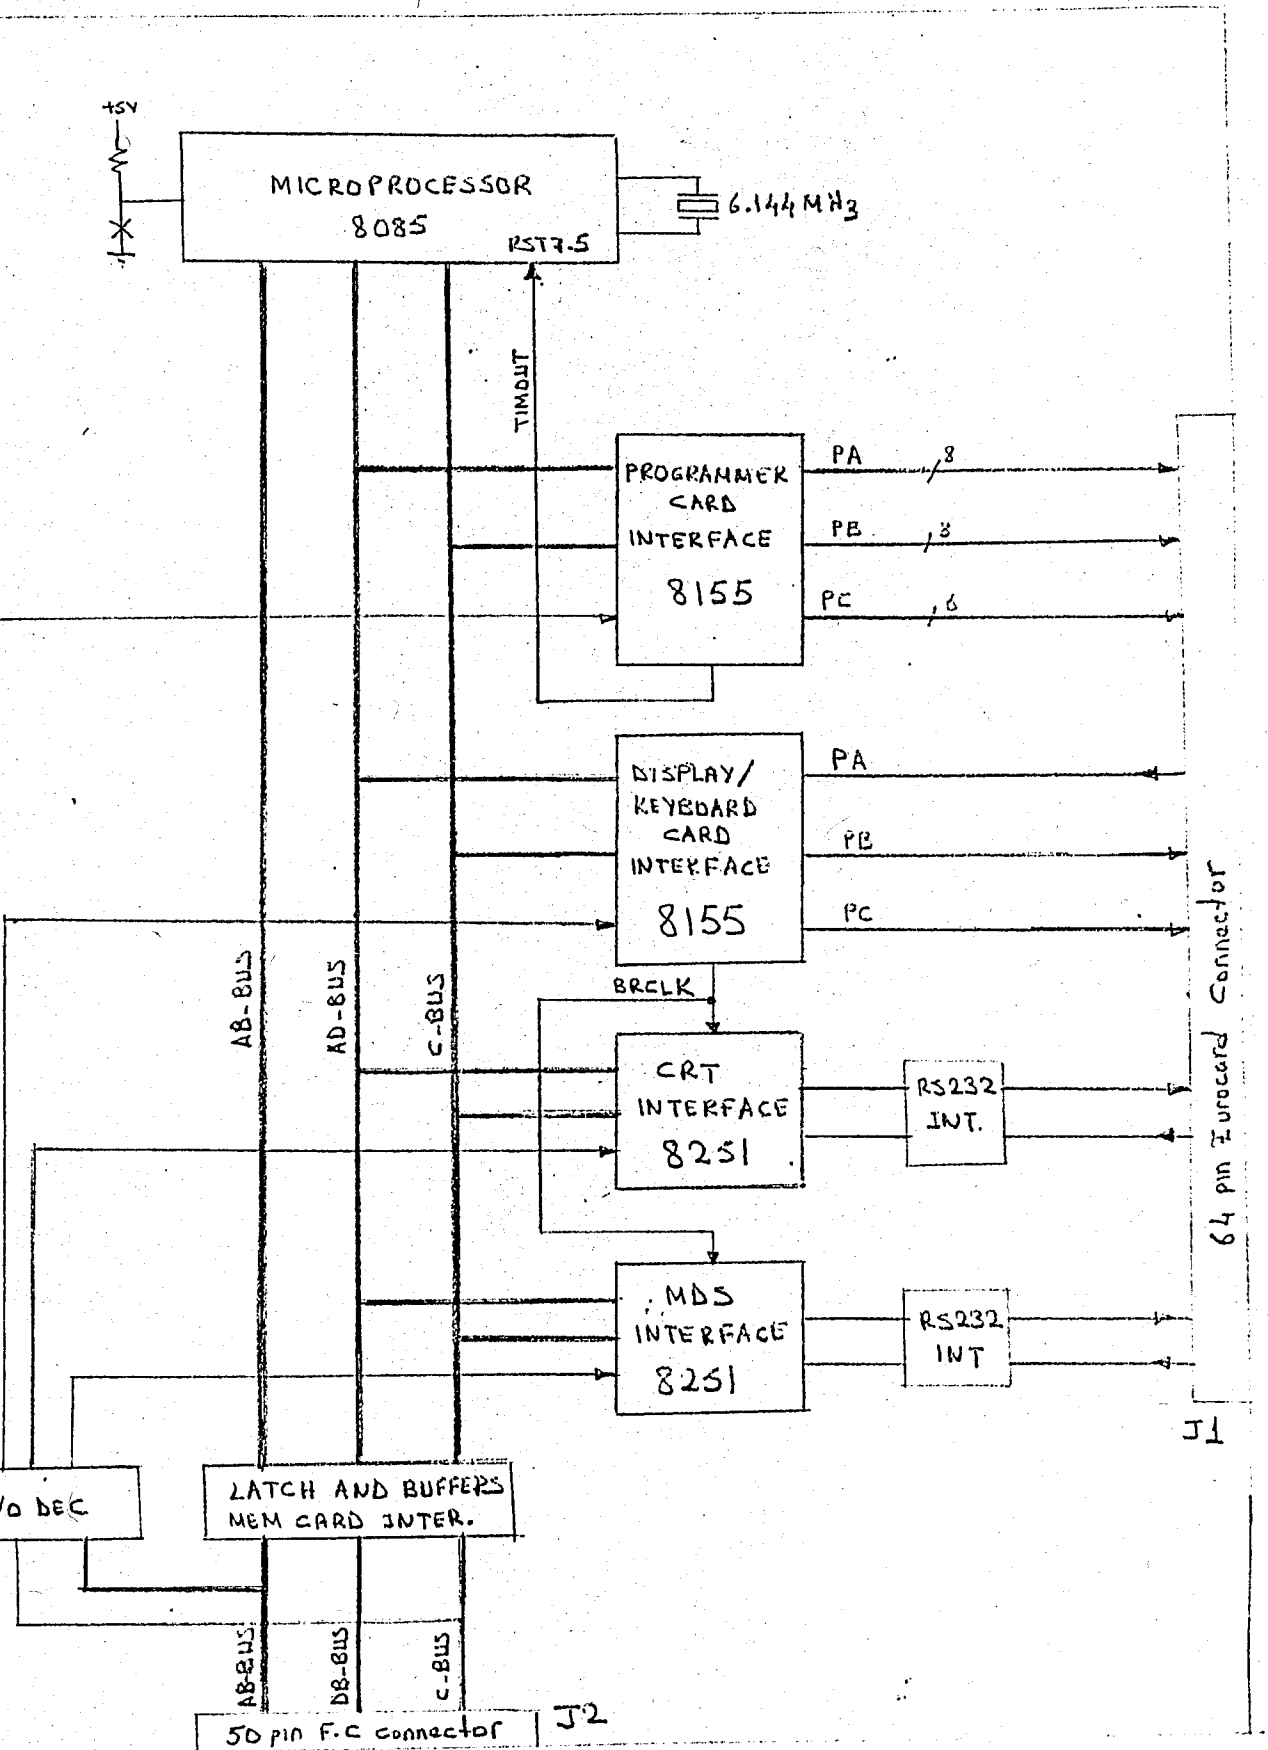 +5V
MICROPROCESSOR
8085
RST7.5
6.144 MHz
TIMOUT
PROGRAMMER
CARD
INTERFACE
8155
PA 8
PB 8
PC 6
DISPLAY/
KEYBOARD
CARD
INTERFACE
8155
PA
PB
PC
AB-BUS
AD-BUS
C-BUS
BRCLK
CRT
INTERFACE
8251
RS232
INT.
64 pin Eurocard Connector
MDS
INTERFACE
8251
RS232
INT
J1
/O DEC
LATCH AND BUFFERS
MEM CARD INTER.
AB-BUS
DB-BUS
C-BUS
J2
50 pin F.C connector